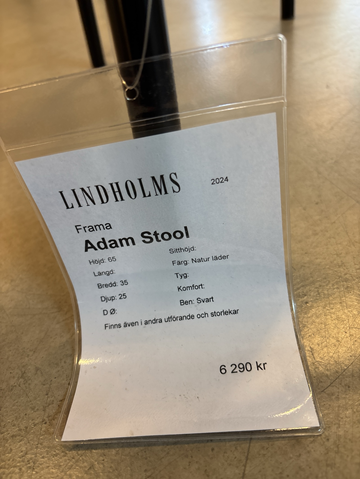 LINDHOLMS 2024
Frama
Adam Stool
Höjd: 65 Sitthöjd:
Längd: Färg: Natur läder
Bredd: 35 Tyg:
Djup: 25 Komfort:
D Ø: Ben: Svart
Finns även i andra utförande och storlekar
6 290 kr